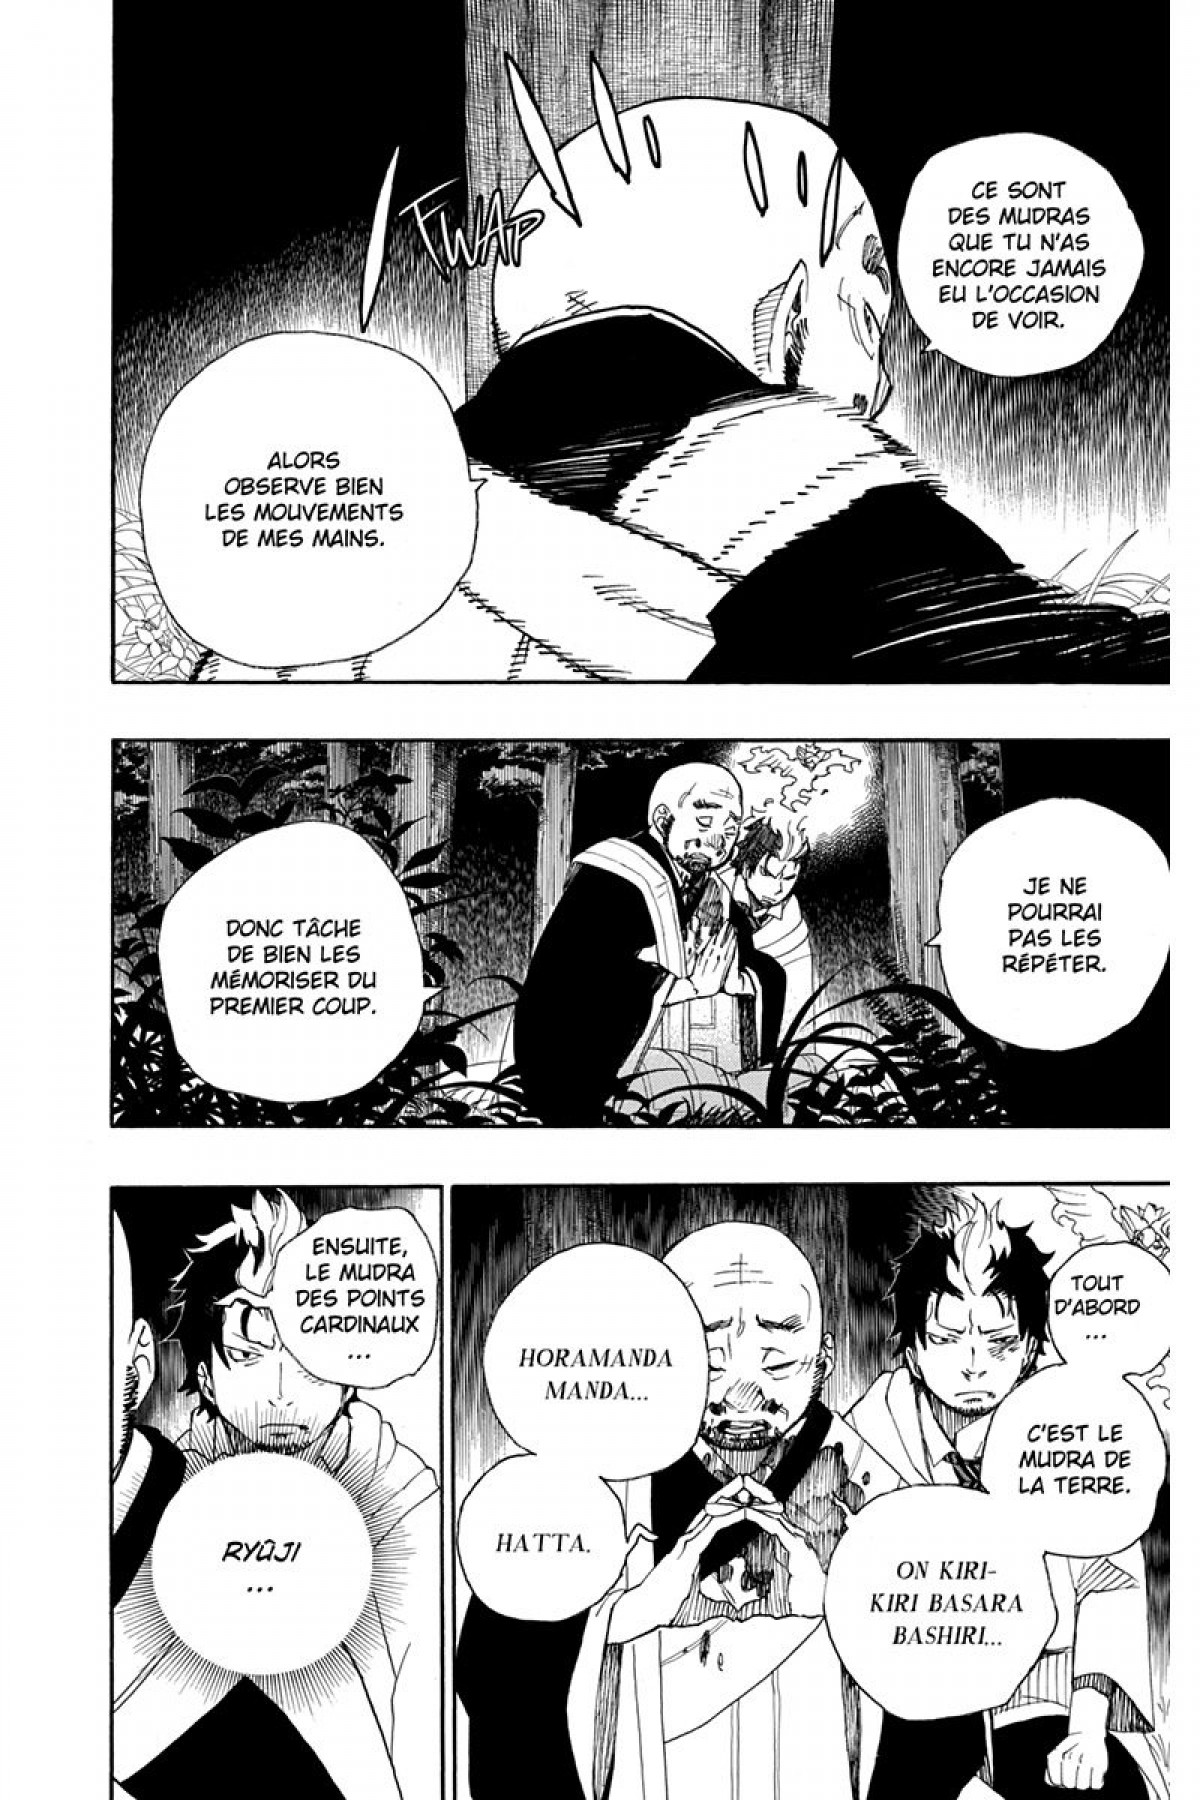 CE SONT
DES MUDRAS
QUE TU N'AS
ENCORE JAMAIS
EU L'OCCASION
DE VOIR.
FWAP
ALORS
OBSERVE BIEN
LES MOUVEMENTS
DE MES MAINS.
JE NE
POURRAI
PAS LES
RÉPÉTER.
DONC TÂCHE
DE BIEN LES
MÉMORISER DU
PREMIER COUP.
TOUT
D'ABORD
...
C'EST LE
MUDRA DE
LA TERRE.
ON KIRI-
KIRI BASARA
BASHIRI...
HORAMANDA
MANDA...
HATTA.
ENSUITE,
LE MUDRA
DES POINTS
CARDINAUX
...
RYÛJI
...